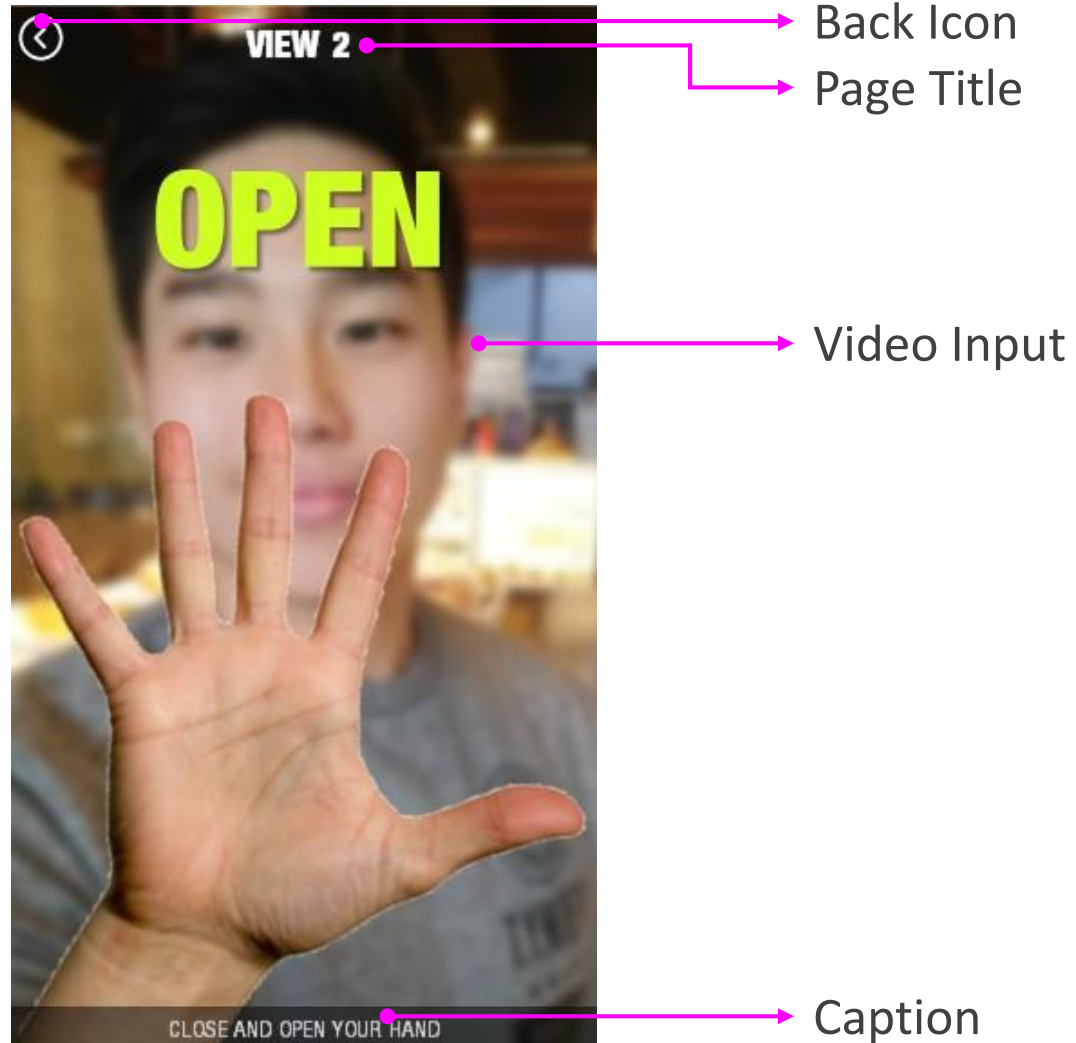 VIEW 2
Back Icon
Page Title
OPEN
Video Input
CLOSE AND OPEN YOUR HAND
Caption